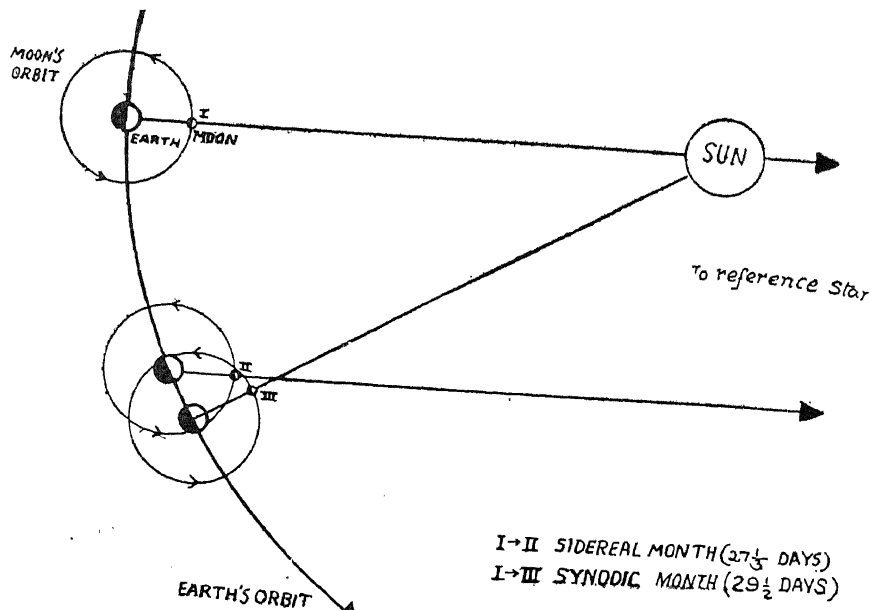 MOON'S
ORBIT
I
EARTH
MOON
SUN
To reference Star
II
III
I→II SIDEREAL MONTH (27⅓ DAYS)
I→III SYNODIC MONTH (29½ DAYS)
EARTH'S ORBIT